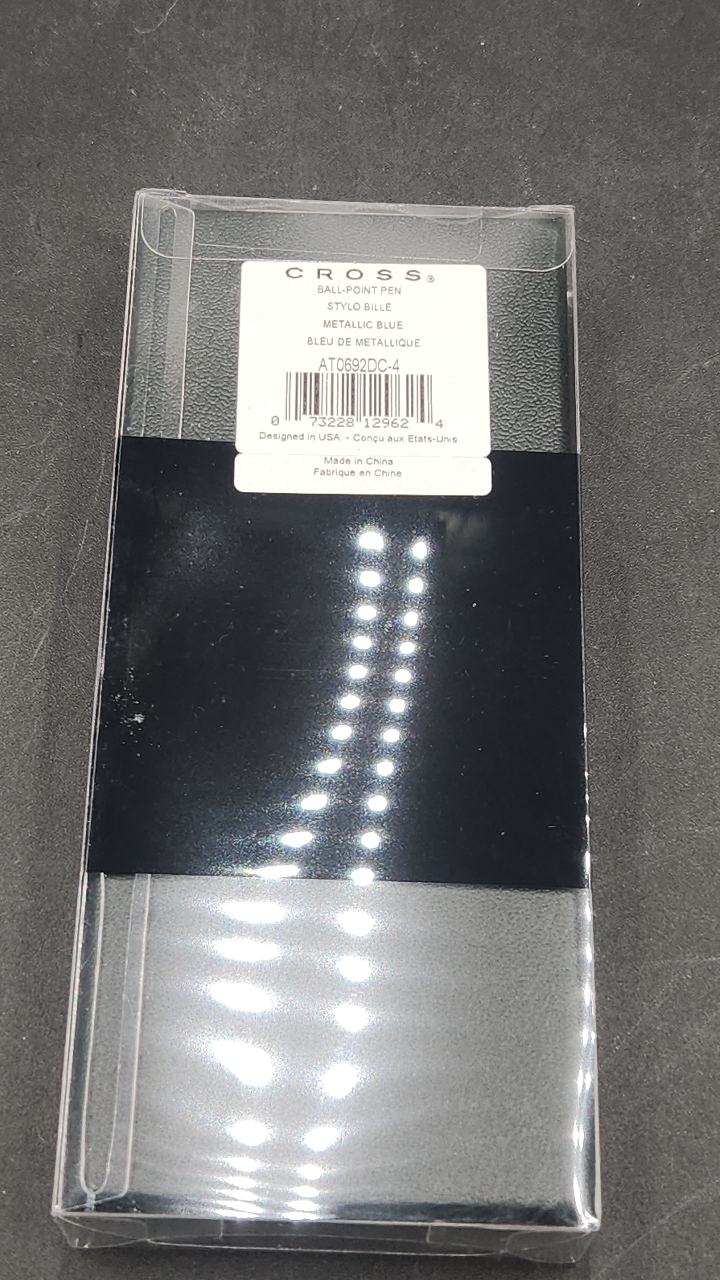 CROSS®
BALL-POINT PEN
STYLO BILLE
METALLIC BLUE
BLEU DE METALLIQUE
AT0692DC-4
0 73228 12962 4
Designed in USA - Conçu aux Etats-Unis
Made in China
Fabrique en Chine